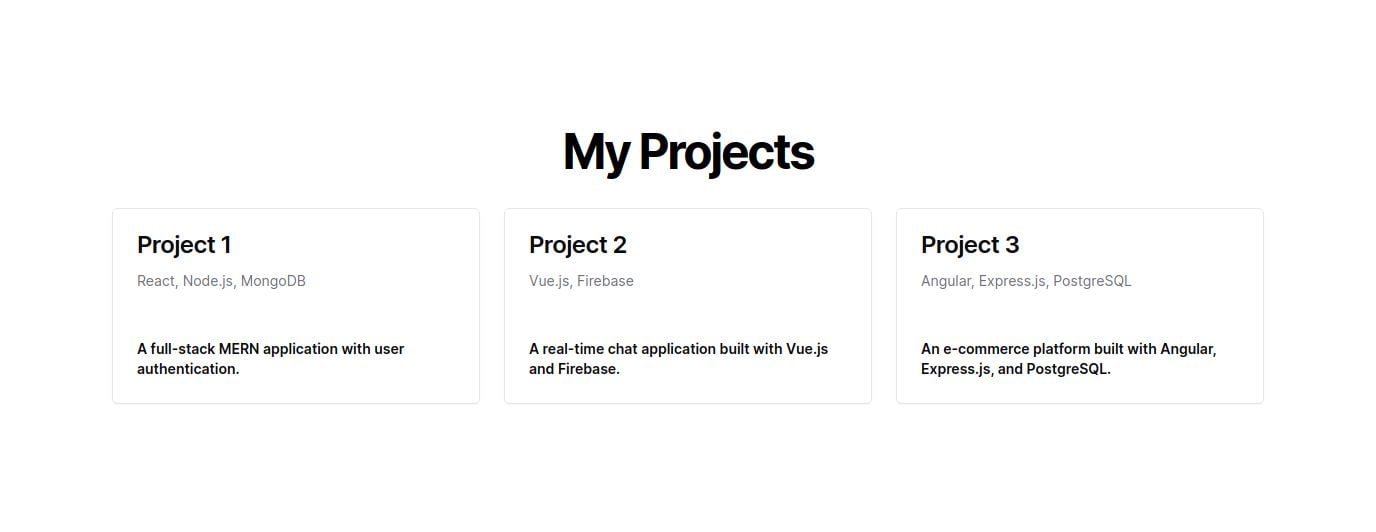 My Projects
Project 1
React, Node.js, MongoDB
A full-stack MERN application with user
authentication.
Project 2
Vue.js, Firebase
A real-time chat application built with Vue.js
and Firebase.
Project 3
Angular, Express.js, PostgreSQL
An e-commerce platform built with Angular,
Express.js, and PostgreSQL.